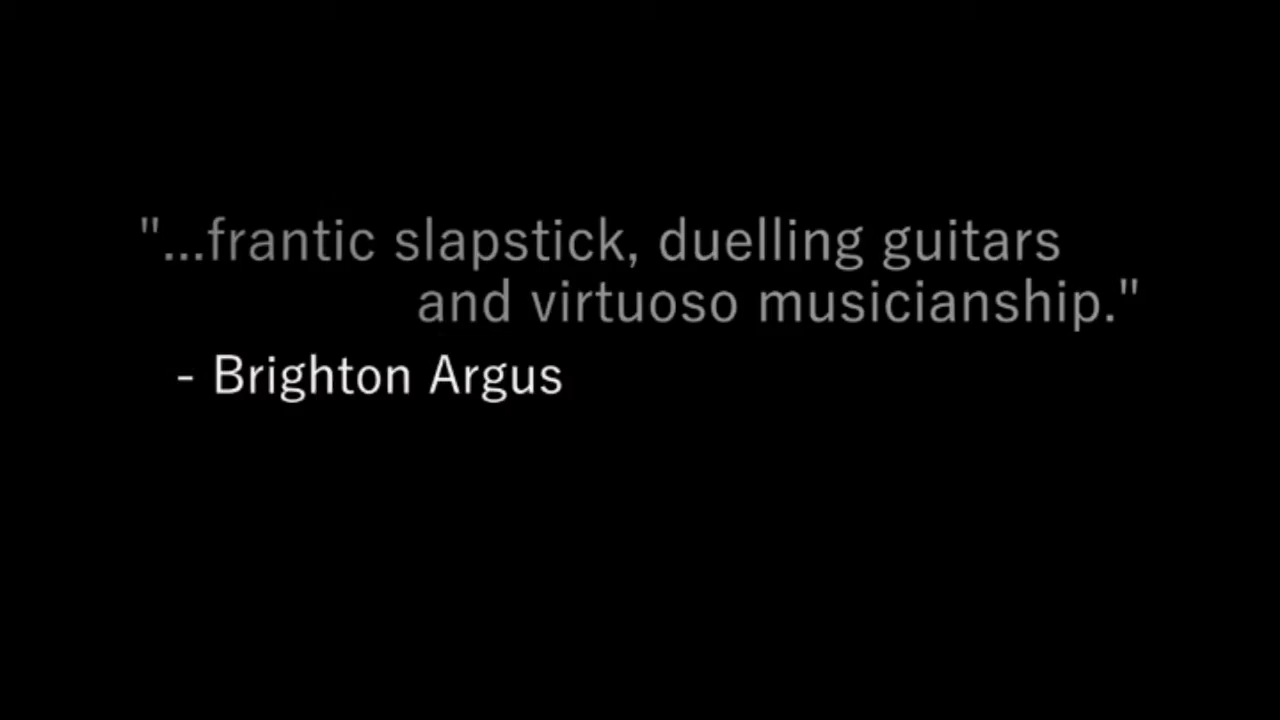 "...frantic slapstick, duelling guitars
and virtuoso musicianship."
- Brighton Argus